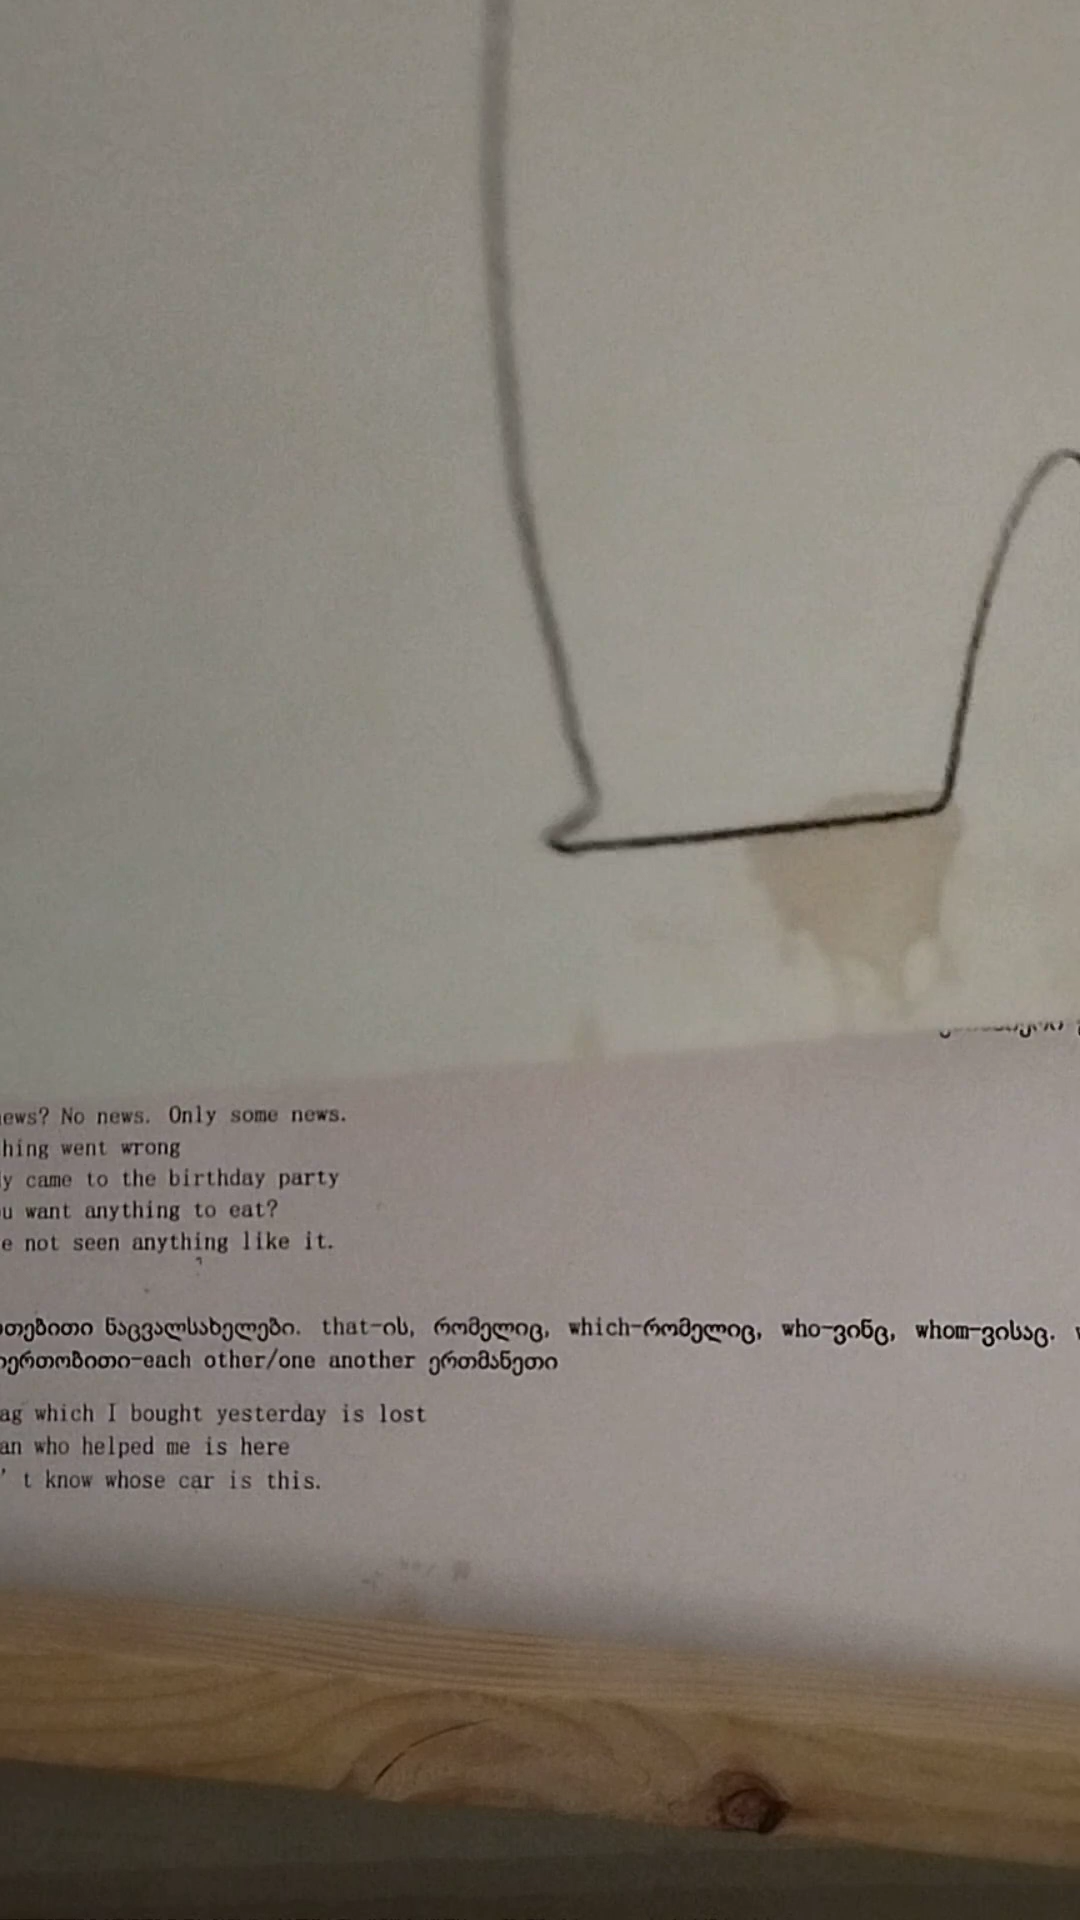 news? No news. Only some news.
hing went wrong
y came to the birthday party
u want anything to eat?
e not seen anything like it.
თებითი ნაცვალსახელები. that-ის, რომელიც, which-რომელიც, who-ვინც, whom-ვისაც.
იერთობითი-each other/one another ერთმანეთი
ag which I bought yesterday is lost
an who helped me is here
' t know whose car is this.